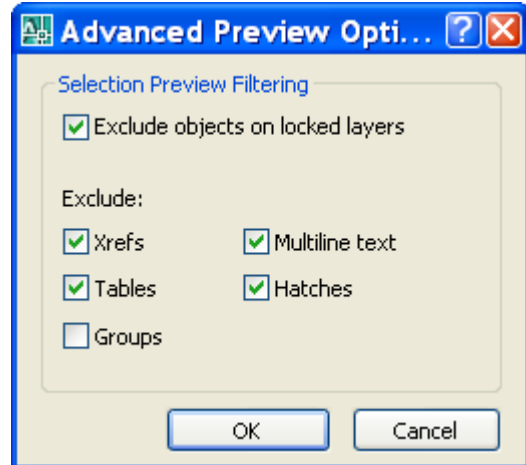 Advanced Preview Opti... ?
Selection Preview Filtering
Exclude objects on locked layers
Exclude:
Xrefs Multiline text
Tables Hatches
Groups
OK Cancel